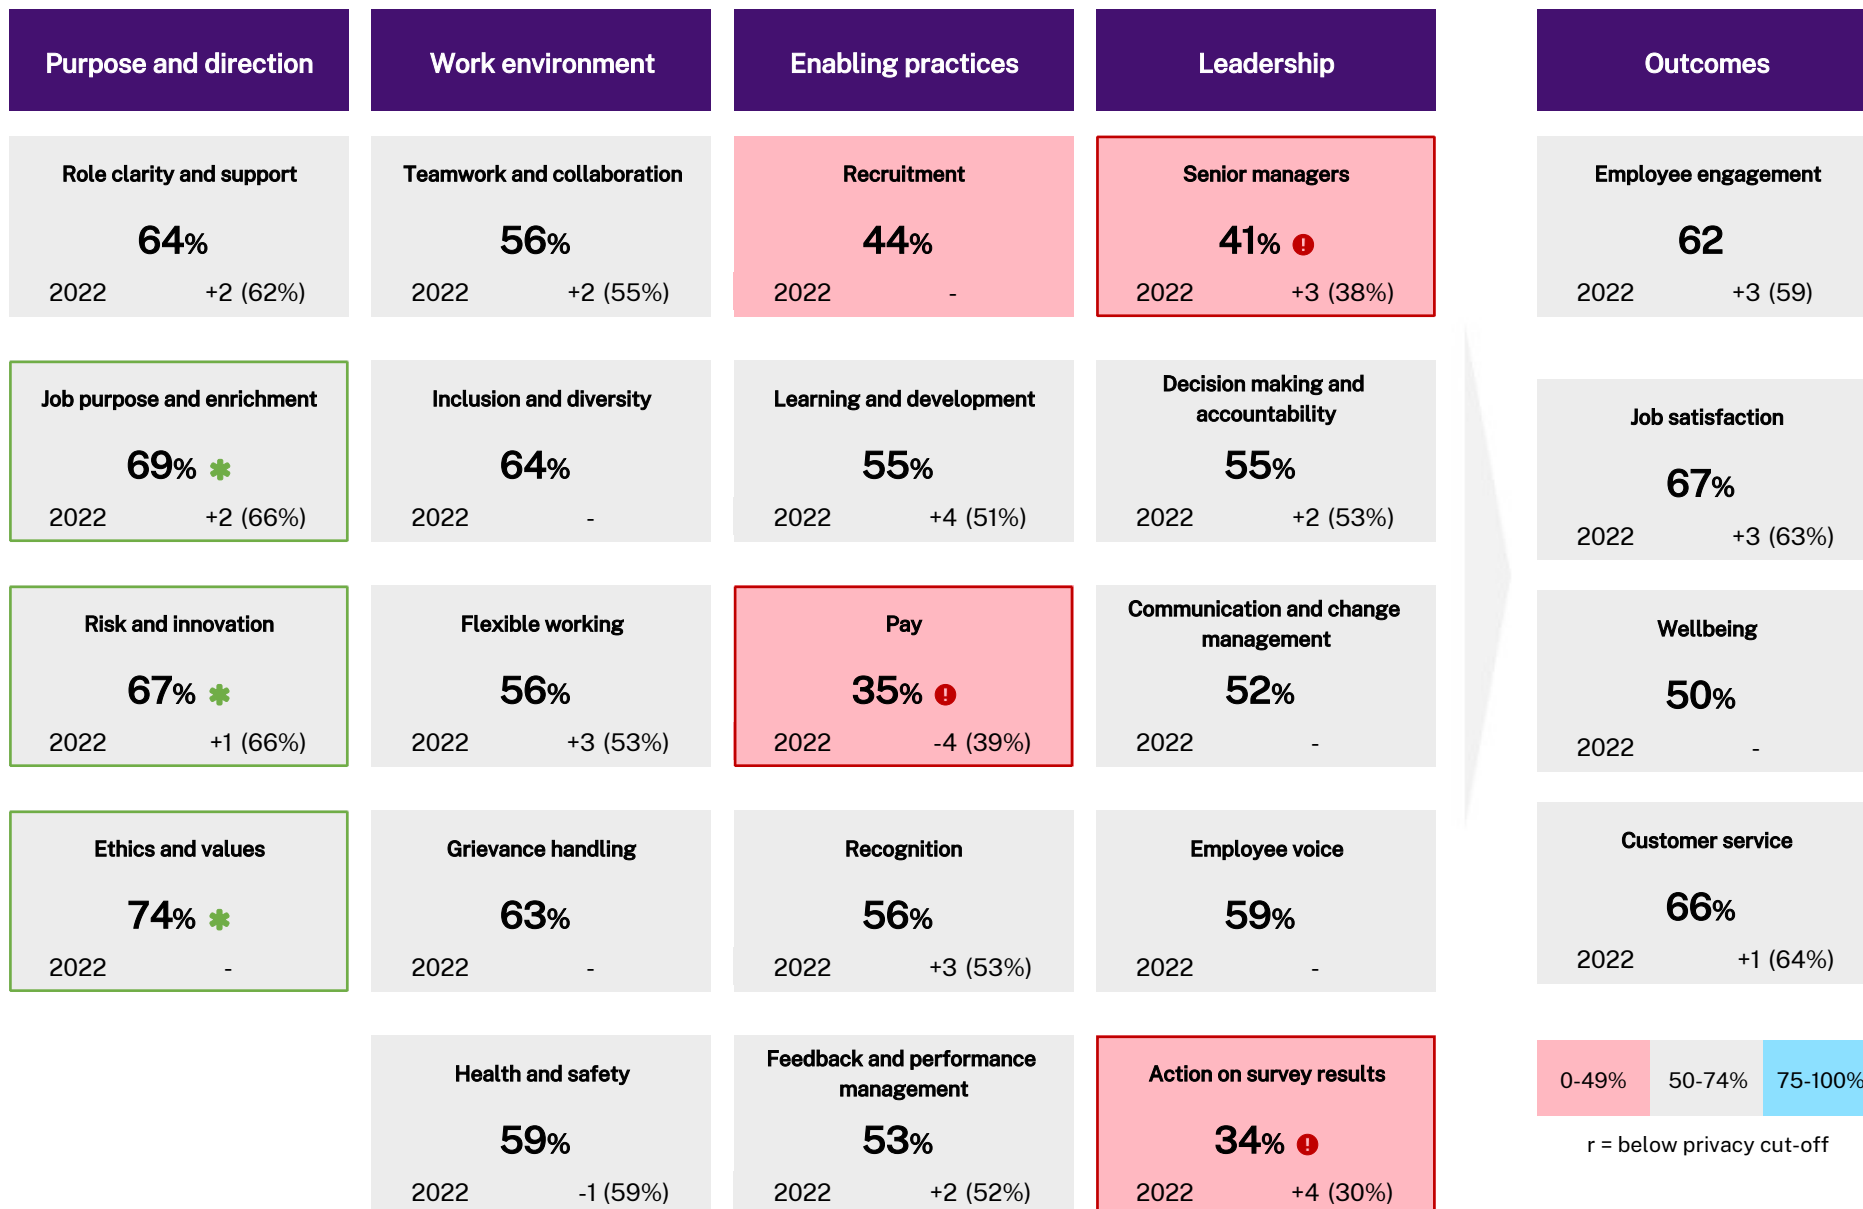 Purpose and direction
Role clarity and support
64%
2022 +2 (62%)
Job purpose and enrichment
69%
2022 +2 (66%)
Risk and innovation
67%
2022 +1 (66%)
Ethics and values
74%
2022 -
Work environment
Teamwork and collaboration
56%
2022 +2 (55%)
Inclusion and diversity
64%
2022 -
Flexible working
56%
2022 +3 (53%)
Grievance handling
63%
2022 -
Health and safety
59%
2022 -1 (59%)
Enabling practices
Recruitment
44%
2022 -
Learning and development
55%
2022 +4 (51%)
Pay
35% !
2022 -4 (39%)
Recognition
56%
2022 +3 (53%)
Feedback and performance
management
53%
2022 +2 (52%)
Leadership
Senior managers
41% !
2022 +3 (38%)
Decision making and
accountability
55%
2022 +2 (53%)
Communication and change
management
52%
2022 -
Employee voice
59%
2022 -
Action on survey results
34% !
2022 +4 (30%)
Outcomes
Employee engagement
62
2022 +3 (59)
Job satisfaction
67%
2022 +3 (63%)
Wellbeing
50%
2022 -
Customer service
66%
2022 +1 (64%)
0-49% 50-74% 75-100%
r = below privacy cut-off